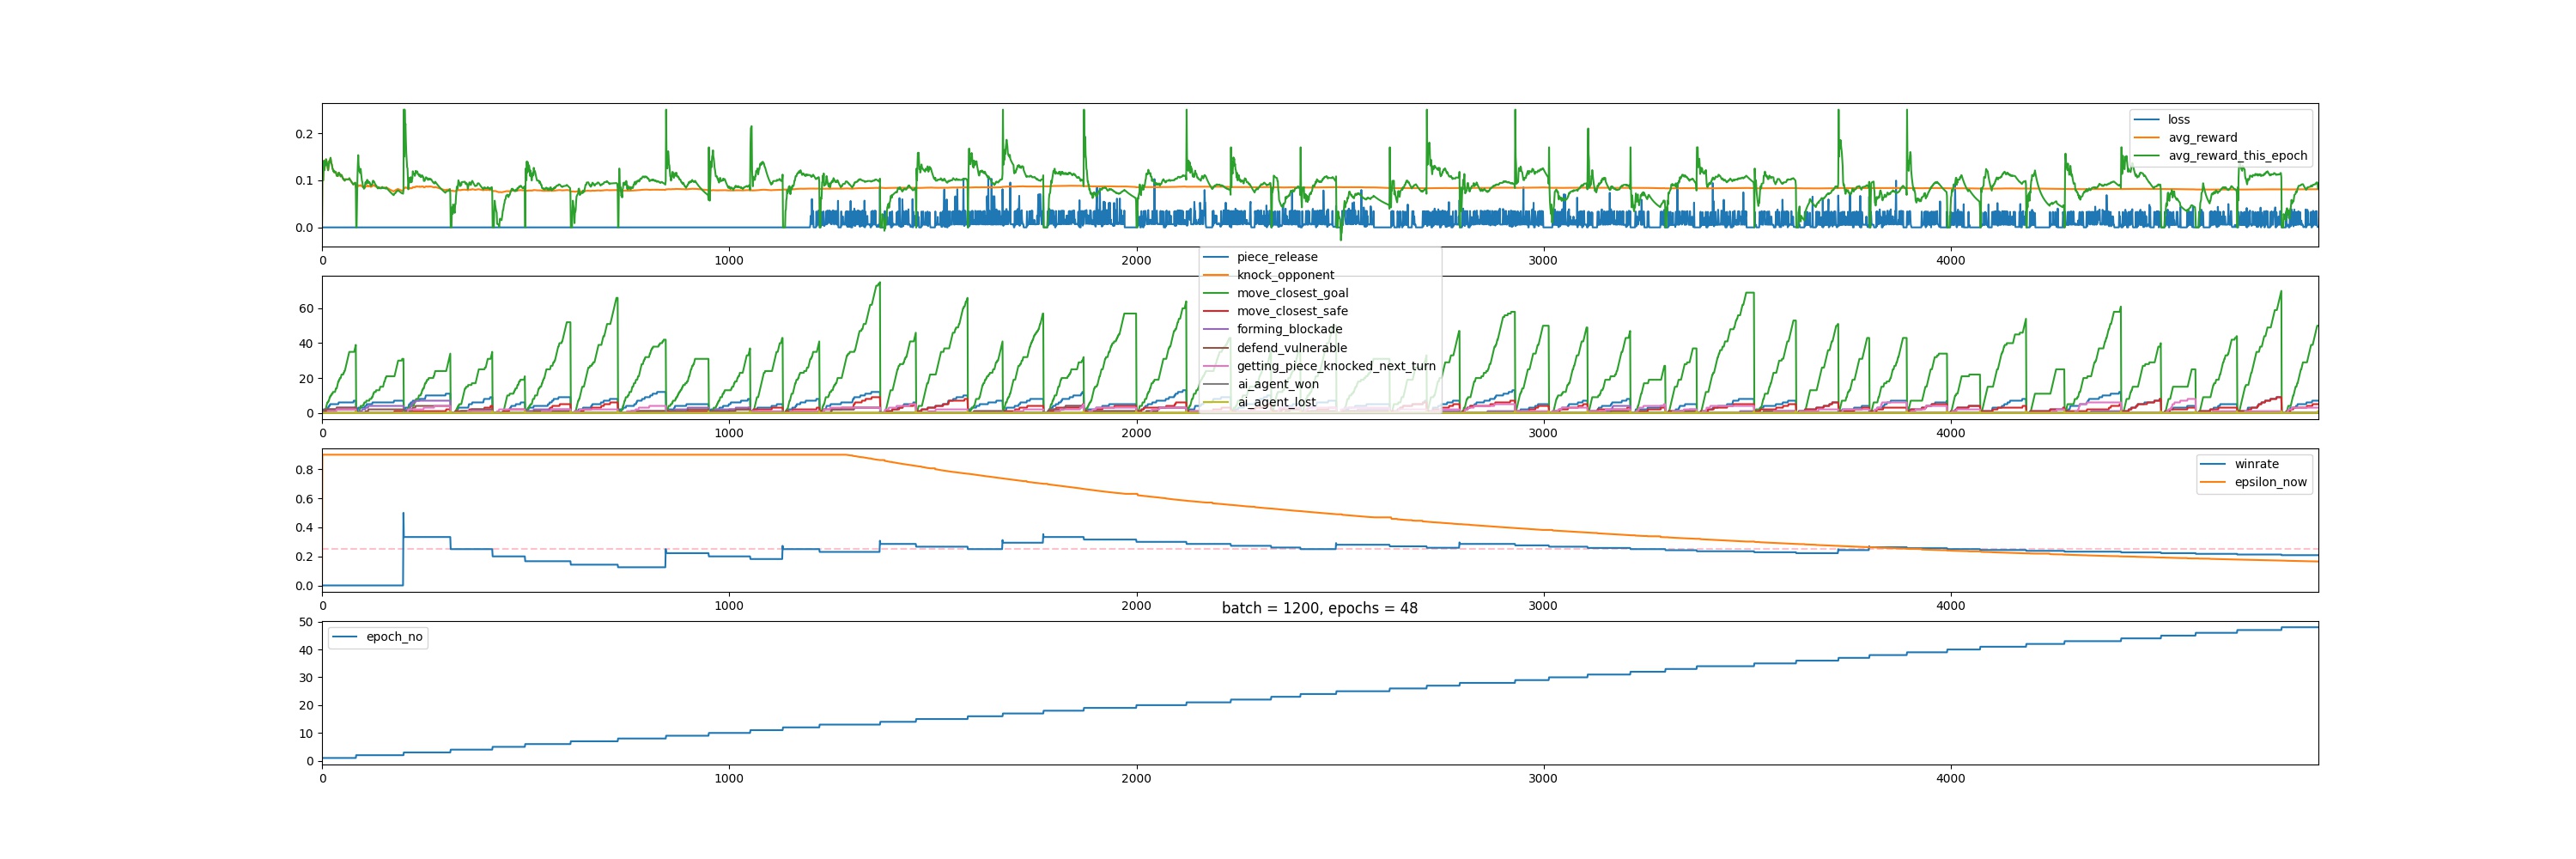 0.2
0.1
0.0
loss
avg_reward
avg_reward_this_epoch
0 1000 2000 3000 4000
60
40
20
0
piece_release
knock_opponent
move_closest_goal
move_closest_safe
forming_blockade
defend_vulnerable
getting_piece_knocked_next_turn
ai_agent_won
ai_agent_lost
0 1000 2000 3000 4000
0.8
0.6
0.4
0.2
0.0
winrate
epsilon_now
0 1000 2000 3000 4000
batch = 1200, epochs = 48
50
40
30
20
10
0
epoch_no
0 1000 2000 3000 4000